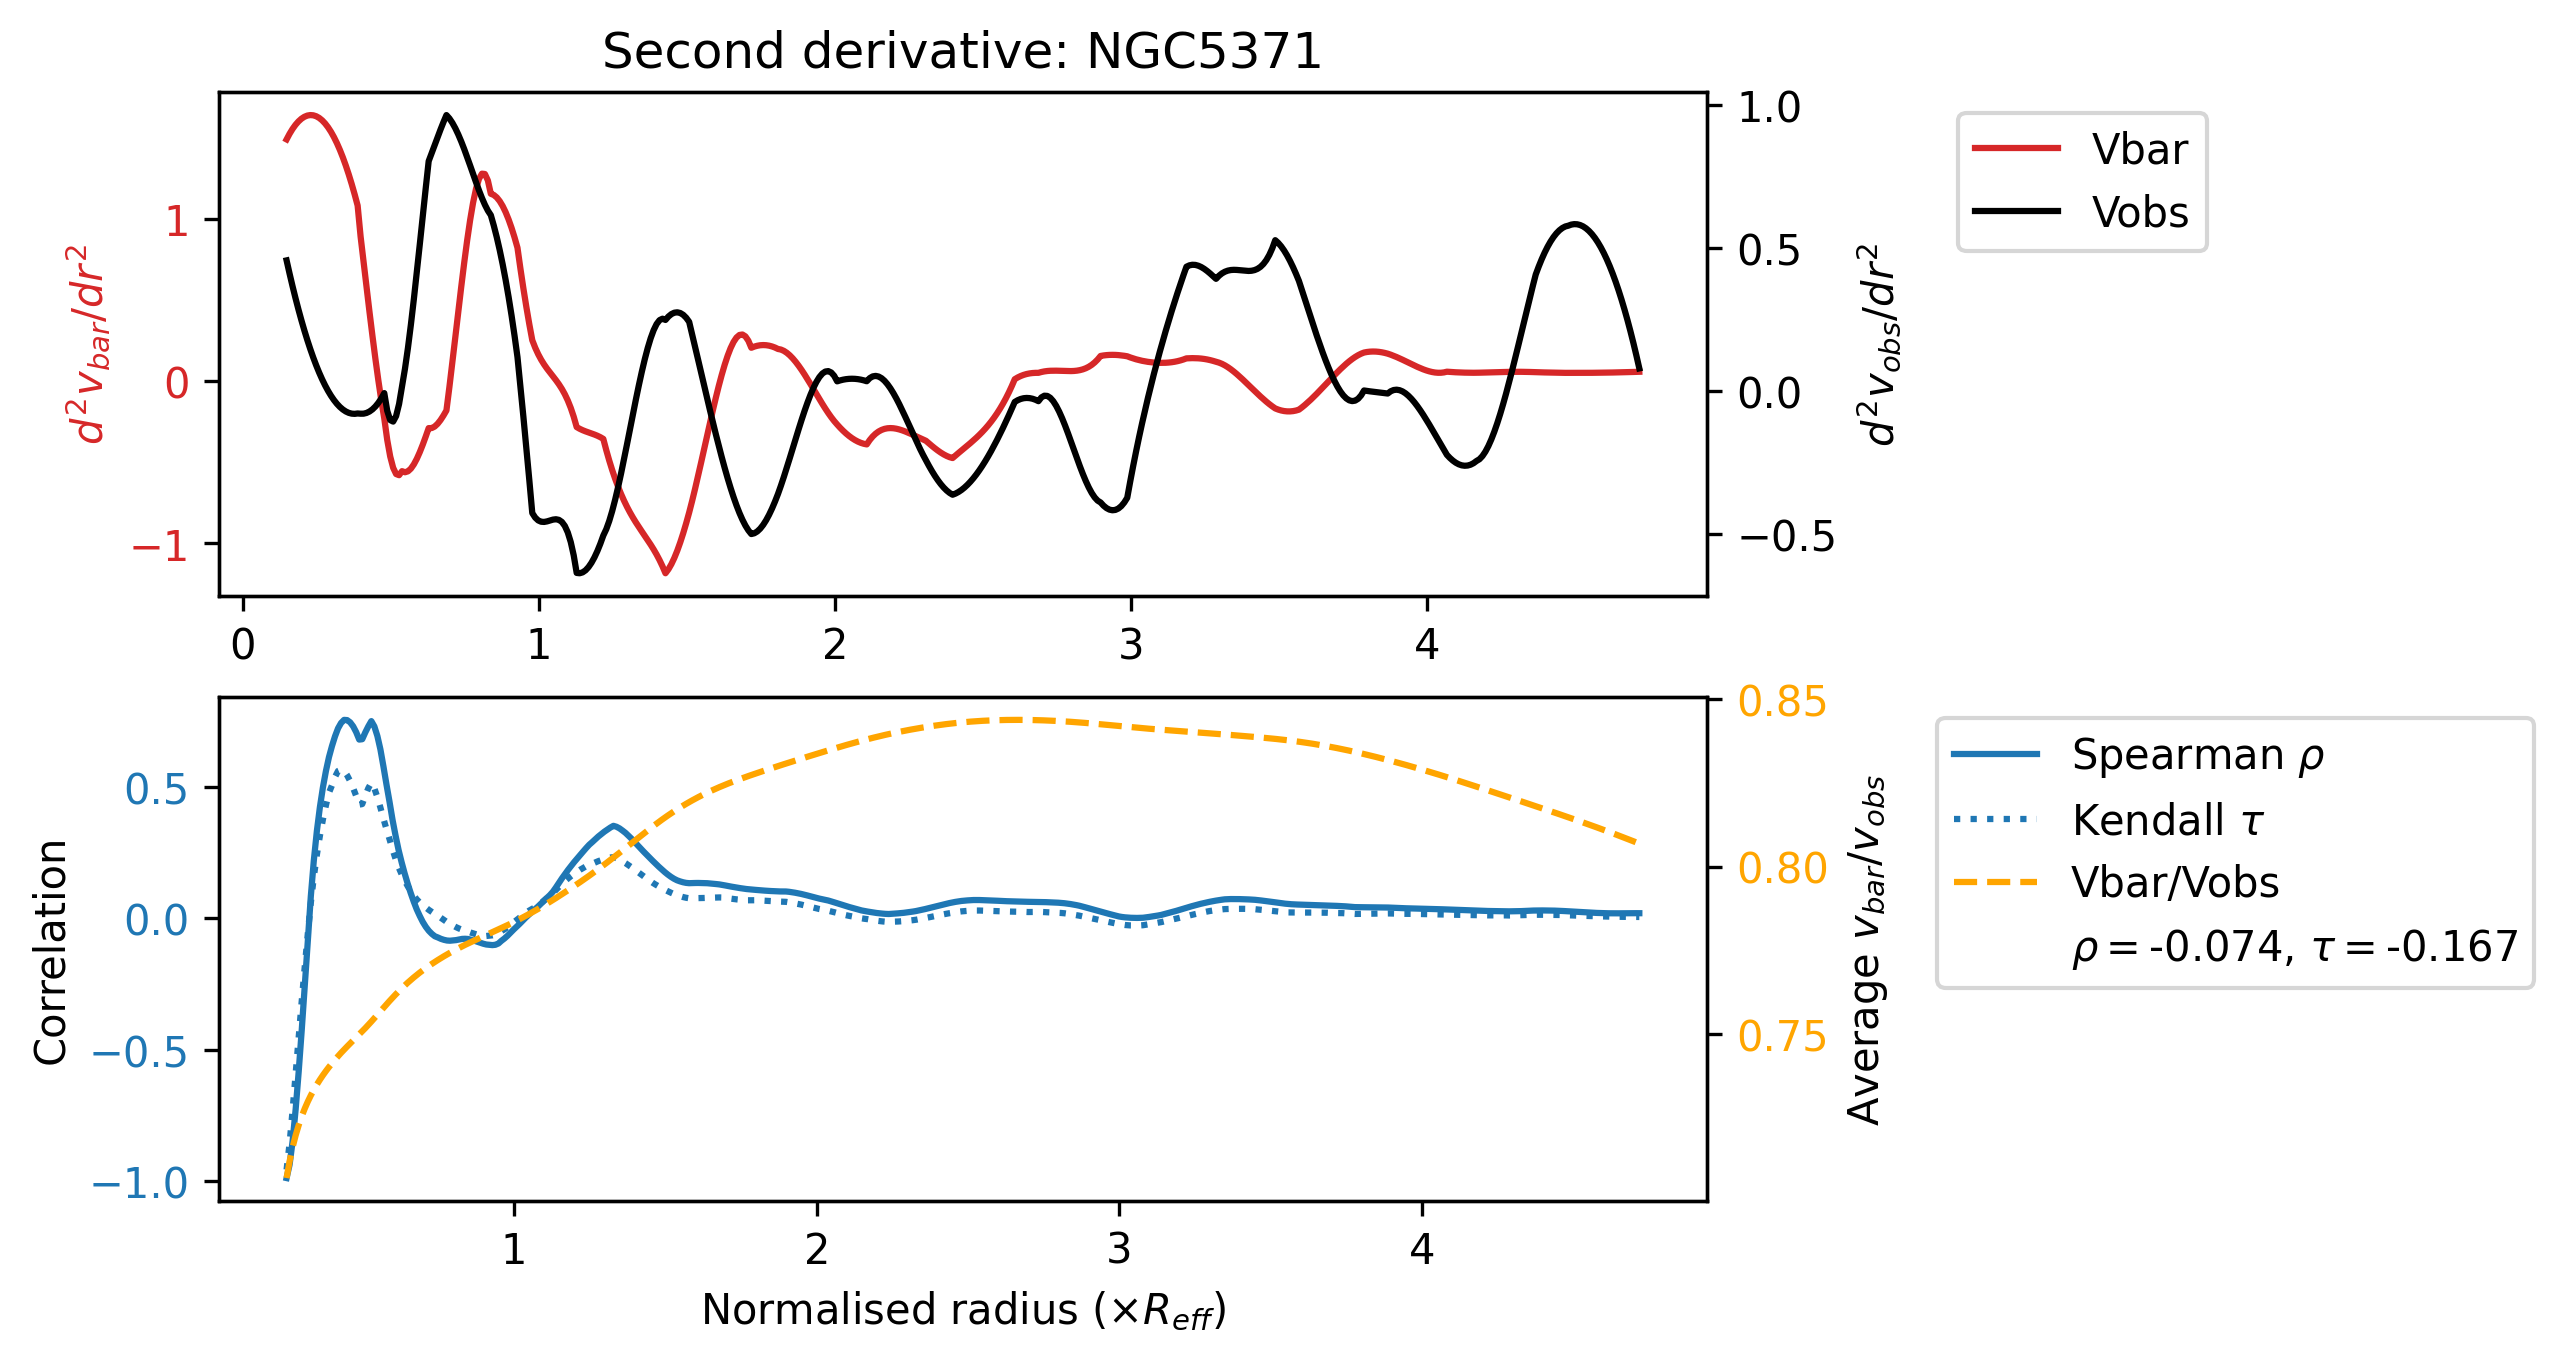 Second derivative: NGC5371
d²v_bar/dr²
1
0
−1
1.0
0.5
0.0
−0.5
d²v_obs/dr²
0 1 2 3 4
Vbar
Vobs
Correlation
0.5
0.0
−0.5
−1.0
0.85
0.80
0.75
Average v_bar/v_obs
1 2 3 4
Normalised radius (×R_eff)
Spearman ρ
Kendall τ
Vbar/Vobs
ρ = -0.074, τ = -0.167